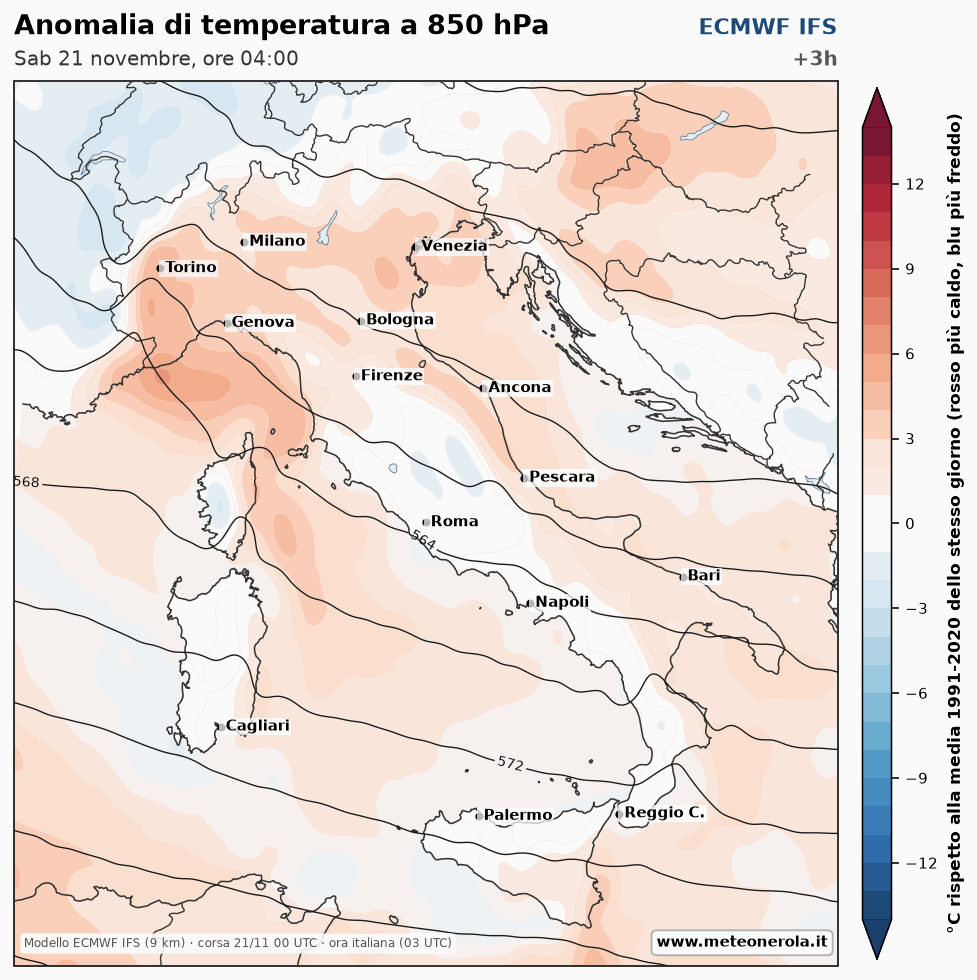 Anomalia di temperatura a 850 hPa
ECMWF IFS
Sab 21 novembre, ore 04:00
+3h
Milano
Venezia
Torino
Genova
Bologna
Firenze
Ancona
568
Pescara
Roma
564
Bari
Napoli
Cagliari
572
Palermo
Reggio C.
Modello ECMWF IFS (9 km) · corsa 21/11 00 UTC · ora italiana (03 UTC)
www.meteonerola.it
12
9
6
3
0
−3
−6
−9
−12
°C rispetto alla media 1991-2020 dello stesso giorno (rosso più caldo, blu più freddo)